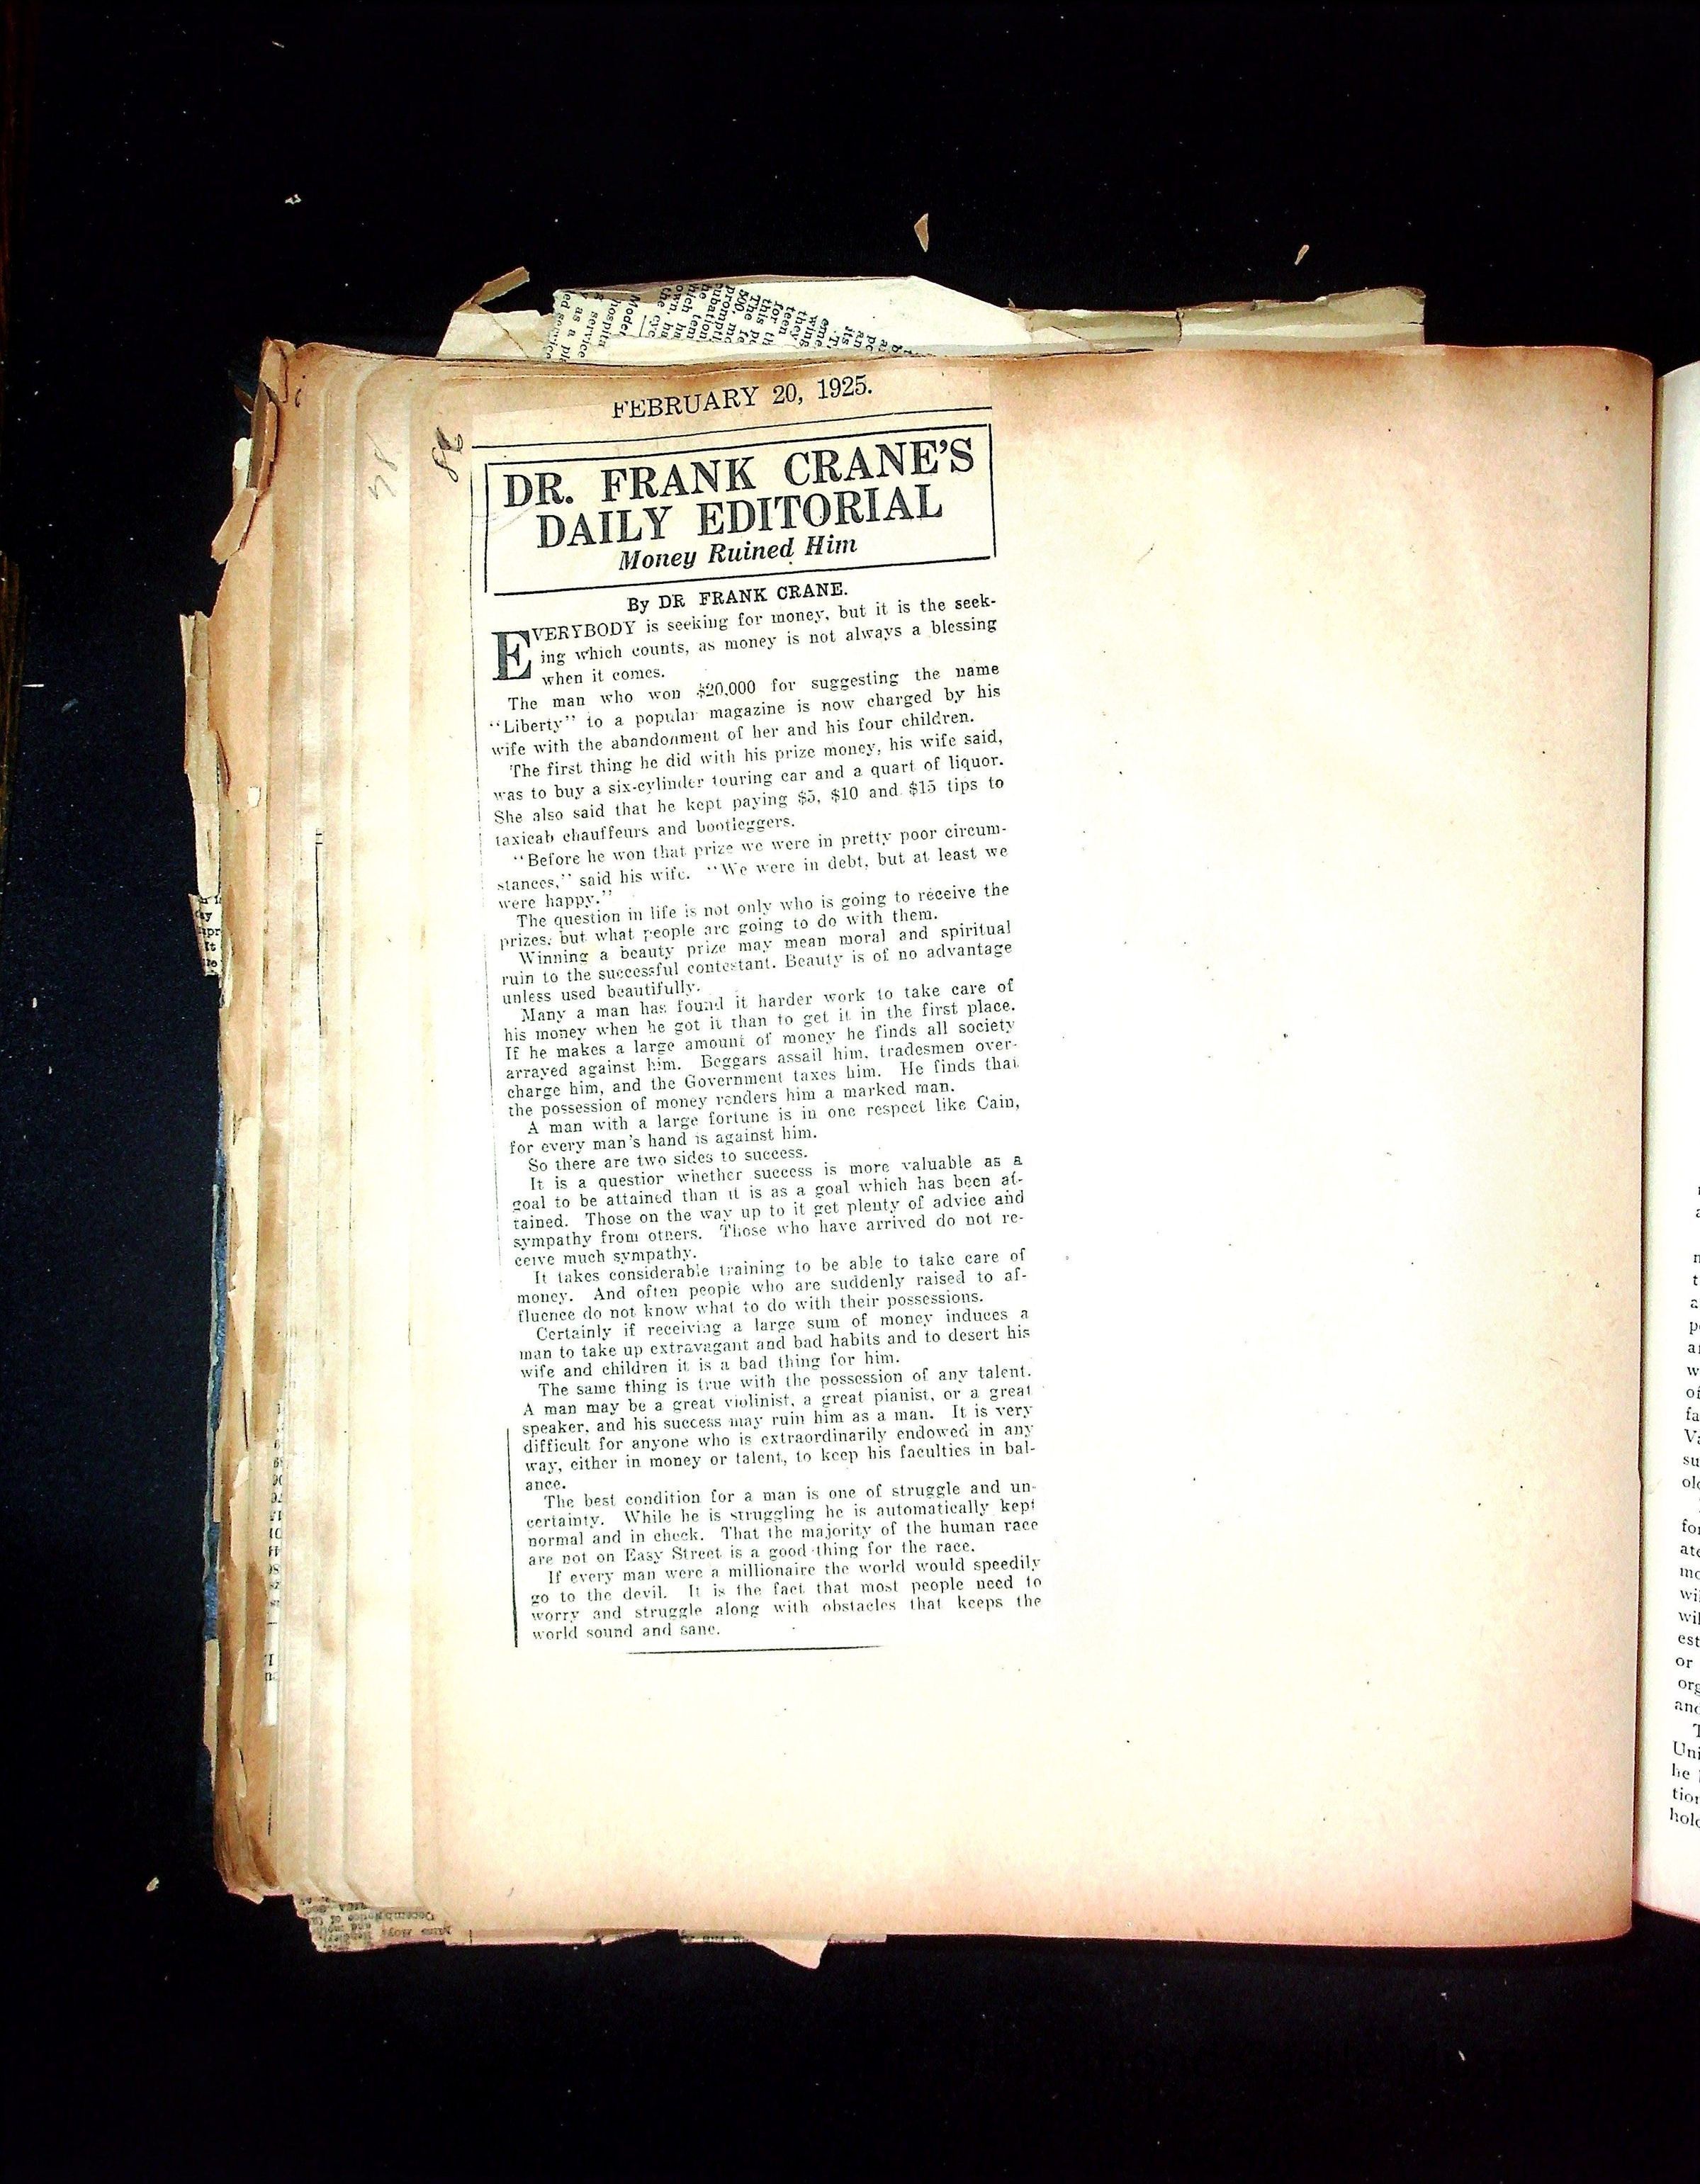 FEBRUARY 20, 1925.
DR. FRANK CRANE'S
DAILY EDITORIAL
Money Ruined Him
By DR FRANK CRANE.
EVERYBODY is seeking for money, but it is the seek-
ing which counts, as money is not always a blessing
when it comes.
The man who won $20,000 for suggesting the name
"Liberty" to a popular magazine is now charged by his
wife with the abandonment of her and his four children.
The first thing he did with his prize money, his wife said,
was to buy a six-cylinder touring car and a quart of liquor.
She also said that he kept paying $5, $10 and $15 tips to
taxicab chauffeurs and bootleggers.
"Before he won that prize we were in pretty poor circum-
stances," said his wife. "We were in debt, but at least we
were happy."
The question in life is not only who is going to receive the
prizes, but what people are going to do with them.
Winning a beauty prize may mean moral and spiritual
ruin to the successful contestant. Beauty is of no advantage
unless used beautifully.
Many a man has found it harder work to take care of
his money when he got it than to get it in the first place.
If he makes a large amount of money he finds all society
arrayed against him. Beggars assail him, tradesmen over-
charge him, and the Government taxes him. He finds that
the possession of money renders him a marked man.
A man with a large fortune is in one respect like Cain,
for every man's hand is against him.
So there are two sides to success.
It is a question whether success is more valuable as a
goal to be attained than it is as a goal which has been at-
tained. Those on the way up to it get plenty of advice and
sympathy from others. Those who have arrived do not re-
ceive much sympathy.
It takes considerable training to be able to take care of
money. And often people who are suddenly raised to af-
fluence do not know what to do with their possessions.
Certainly if receiving a large sum of money induces a
man to take up extravagant and bad habits and to desert his
wife and children it is a bad thing for him.
The same thing is true with the possession of any talent.
A man may be a great violinist, a great pianist, or a great
speaker, and his success may ruin him as a man. It is very
difficult for anyone who is extraordinarily endowed in any
way, either in money or talent, to keep his faculties in bal-
ance.
The best condition for a man is one of struggle and un-
certainty. While he is struggling he is automatically kept
normal and in check. That the majority of the human race
are not on Easy Street is a good thing for the race.
If every man were a millionaire the world would speedily
go to the devil. It is the fact that most people need to
worry and struggle along with obstacles that keeps the
world sound and sane.